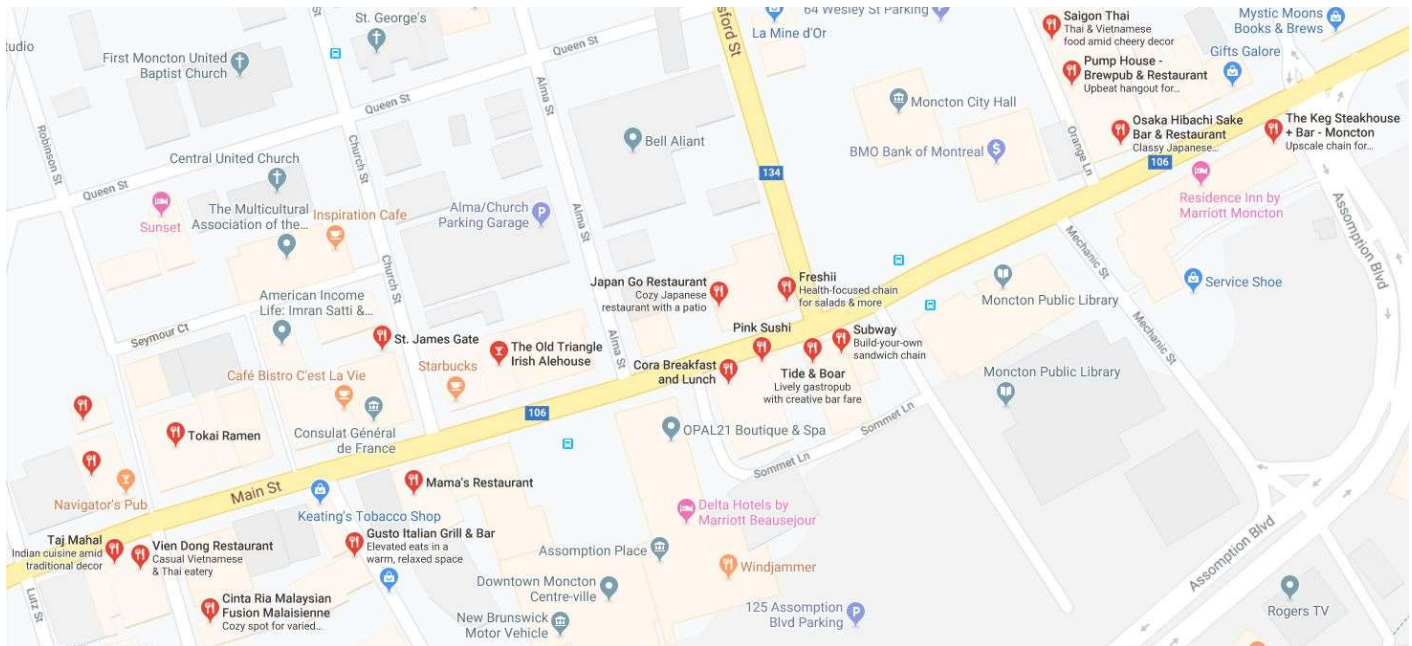 tudio
First Moncton United
Baptist Church
St. George's
Queen St
Queen St
Queen St
sford St
La Mine d'Or
64 Wesley St Parking
Saigon Thai
Thai & Vietnamese
food amid cheery decor
Mystic Moons
Books & Brews
Gifts Galore
Pump House -
Brewpub & Restaurant
Upbeat hangout for...
Moncton City Hall
Bell Aliant
BMO Bank of Montreal
Osaka Hibachi Sake
Bar & Restaurant
Classy Japanese...
The Keg Steakhouse
+ Bar - Moncton
Upscale chain for...
Robinson St
Church St
Alma St
Orange Ln
134
106
Central United Church
Sunset
The Multicultural
Association of the...
Inspiration Cafe
Alma/Church
Parking Garage
Residence Inn by
Marriott Moncton
Assomption Blvd
Alma St
Church St
Mechanic St
Japan Go Restaurant
Cozy Japanese
restaurant with a patio
Freshii
Health-focused chain
for salads & more
Moncton Public Library
Service Shoe
American Income
Life: Imran Satti &...
Seymour Ct
St. James Gate
The Old Triangle
Irish Alehouse
Alma St
Pink Sushi
Subway
Build-your-own
sandwich chain
Mechanic St
Café Bistro C'est La Vie
Starbucks
Cora Breakfast
and Lunch
Tide & Boar
Lively gastropub
with creative bar fare
Moncton Public Library
106
Tokai Ramen
Consulat Général
de France
OPAL21 Boutique & Spa
Sommet Ln
Sommet Ln
Navigator's Pub
Main St
Mama's Restaurant
Keating's Tobacco Shop
Delta Hotels by
Marriott Beausejour
Assomption Blvd
Taj Mahal
Indian cuisine amid
traditional decor
Vien Dong Restaurant
Casual Vietnamese
& Thai eatery
Gusto Italian Grill & Bar
Elevated eats in a
warm, relaxed space
Assomption Place
Windjammer
Lutz St
Cinta Ria Malaysian
Fusion Malaisienne
Cozy spot for varied...
Downtown Moncton
Centre-ville
New Brunswick
Motor Vehicle
125 Assomption
Blvd Parking
Rogers TV